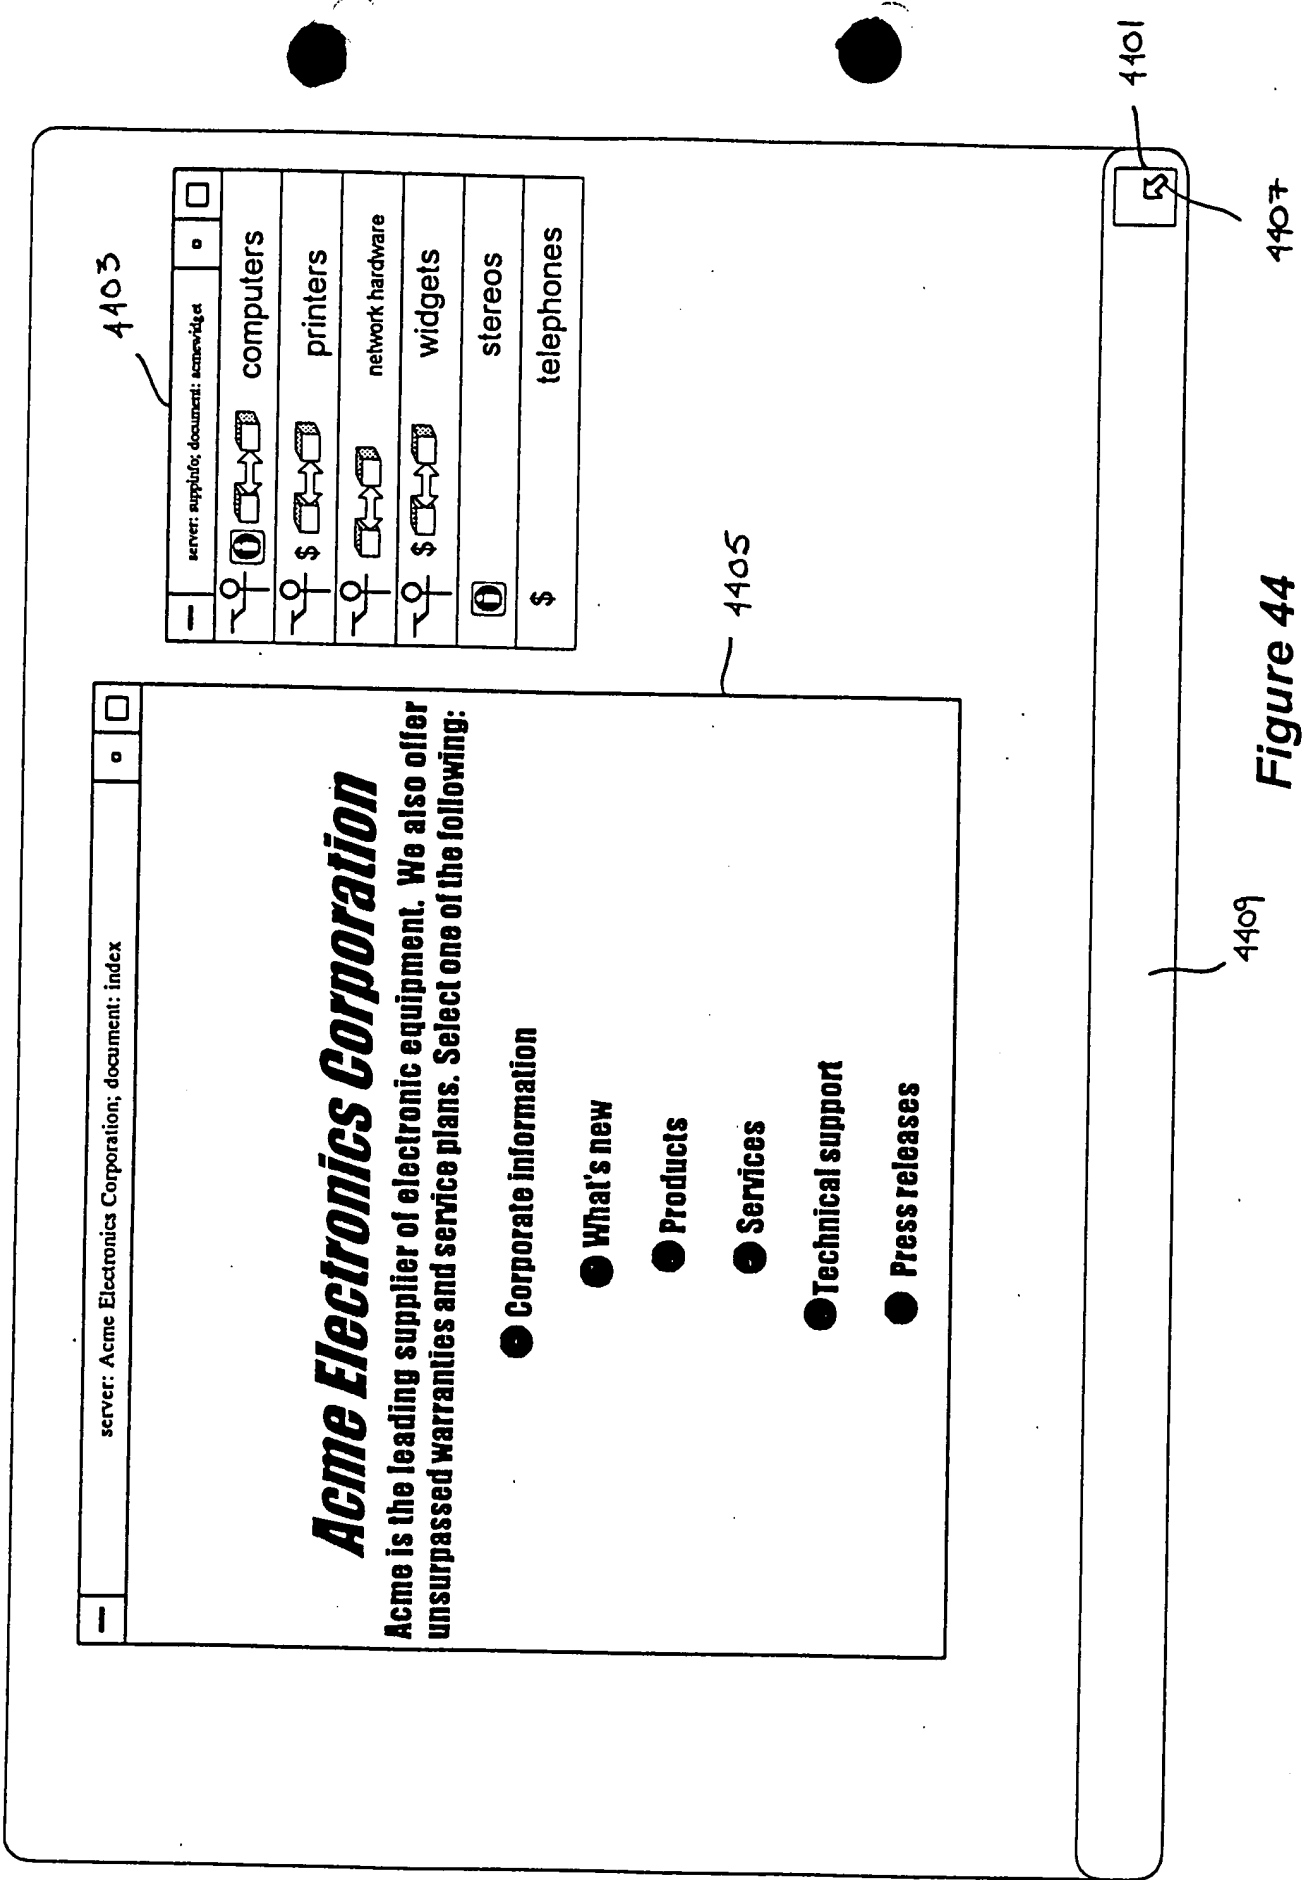 server: Acme Electronics Corporation; document: index
Acme Electronics Corporation
Acme is the leading supplier of electronic equipment. We also offer
unsurpassed warranties and service plans. Select one of the following:
Corporate information
What's new
Products
Services
Technical support
Press releases
4405
4403
server: suppinfo; document: acmewidget
computers
$ printers
network hardware
$ widgets
stereos
$ telephones
4401
4407
4409
Figure 44